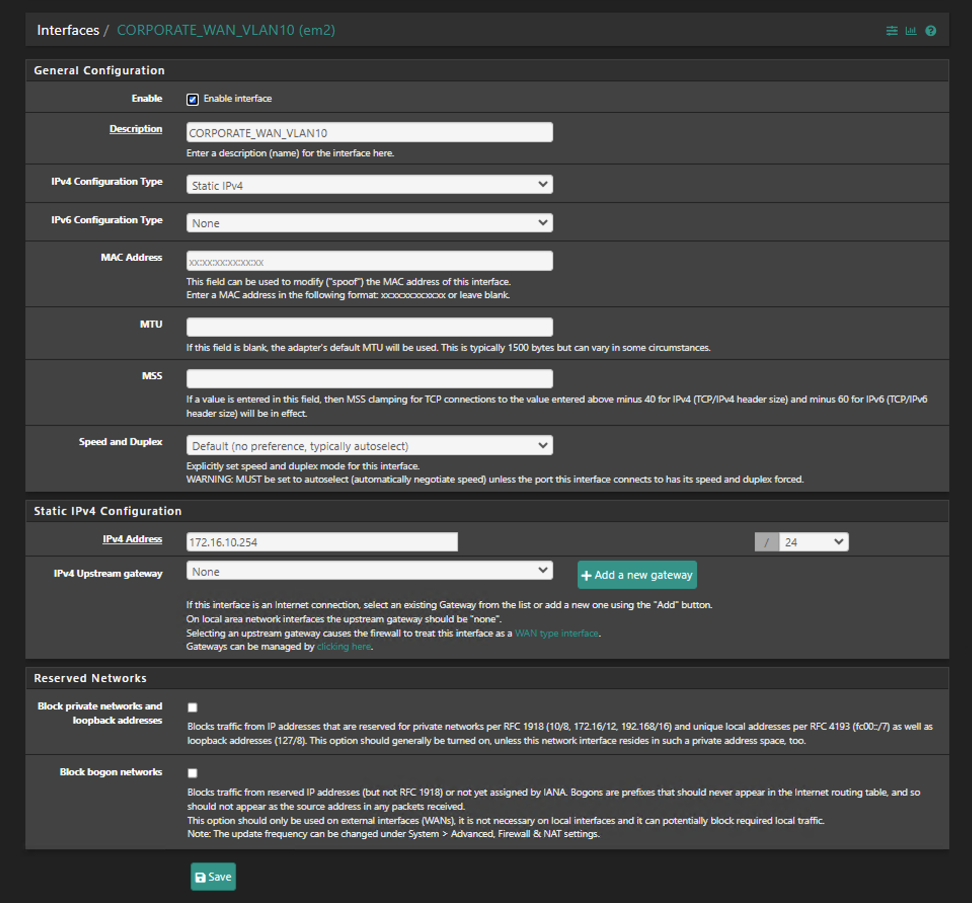 Interfaces / CORPORATE_WAN_VLAN10 (em2)
General Configuration
Enable
Enable interface
Description
CORPORATE_WAN_VLAN10
Enter a description (name) for the interface here.
IPv4 Configuration Type
Static IPv4
IPv6 Configuration Type
None
MAC Address
xx:xx:xx:xx:xx:xx
This field can be used to modify ("spoof") the MAC address of this interface.
Enter a MAC address in the following format: xx:xx:xx:xx:xx:xx or leave blank.
MTU
If this field is blank, the adapter's default MTU will be used. This is typically 1500 bytes but can vary in some circumstances.
MSS
If a value is entered in this field, then MSS clamping for TCP connections to the value entered above minus 40 for IPv4 (TCP/IPv4 header size) and minus 60 for IPv6 (TCP/IPv6
header size) will be in effect.
Speed and Duplex
Default (no preference, typically autoselect)
Explicitly set speed and duplex mode for this interface.
WARNING: MUST be set to autoselect (automatically negotiate speed) unless the port this interface connects to has its speed and duplex forced.
Static IPv4 Configuration
IPv4 Address
172.16.10.254
/ 24
IPv4 Upstream gateway
None
Add a new gateway
If this interface is an Internet connection, select an existing Gateway from the list or add a new one using the "Add" button.
On local area network interfaces the upstream gateway should be "none".
Selecting an upstream gateway causes the firewall to treat this interface as a WAN type interface.
Gateways can be managed by clicking here.
Reserved Networks
Block private networks and
loopback addresses
Blocks traffic from IP addresses that are reserved for private networks per RFC 1918 (10/8, 172.16/12, 192.168/16) and unique local addresses per RFC 4193 (fc00::/7) as well as
loopback addresses (127/8). This option should generally be turned on, unless this network interface resides in such a private address space, too.
Block bogon networks
Blocks traffic from reserved IP addresses (but not RFC 1918) or not yet assigned by IANA. Bogons are prefixes that should never appear in the Internet routing table, and so
should not appear as the source address in any packets received.
This option should only be used on external interfaces (WANs), it is not necessary on local interfaces and it can potentially block required local traffic.
Note: The update frequency can be changed under System > Advanced, Firewall & NAT settings.
Save